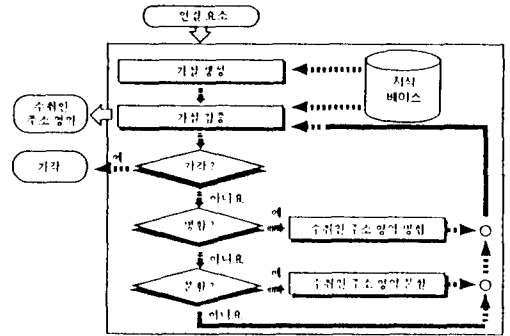 연결 요소
가설 생성
지식
베이스
수취인
주소 영역
가설 검증
기각
예
기각 ?
아니요
병합 ?
예
수취인 주소 영역 병합
아니요
분할 ?
예
수취인 주소 영역 분할
아니요